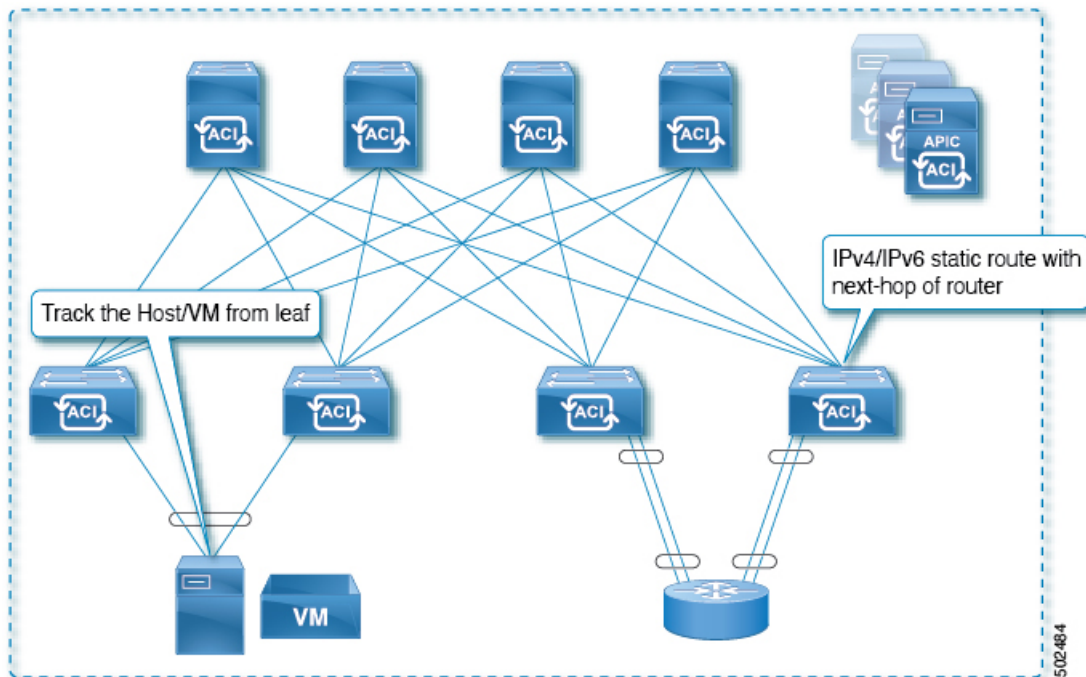 ACI
ACI
ACI
ACI
APIC
ACI
IPv4/IPv6 static route with
next-hop of router
Track the Host/VM from leaf
ACI
ACI
ACI
ACI
VM
502484